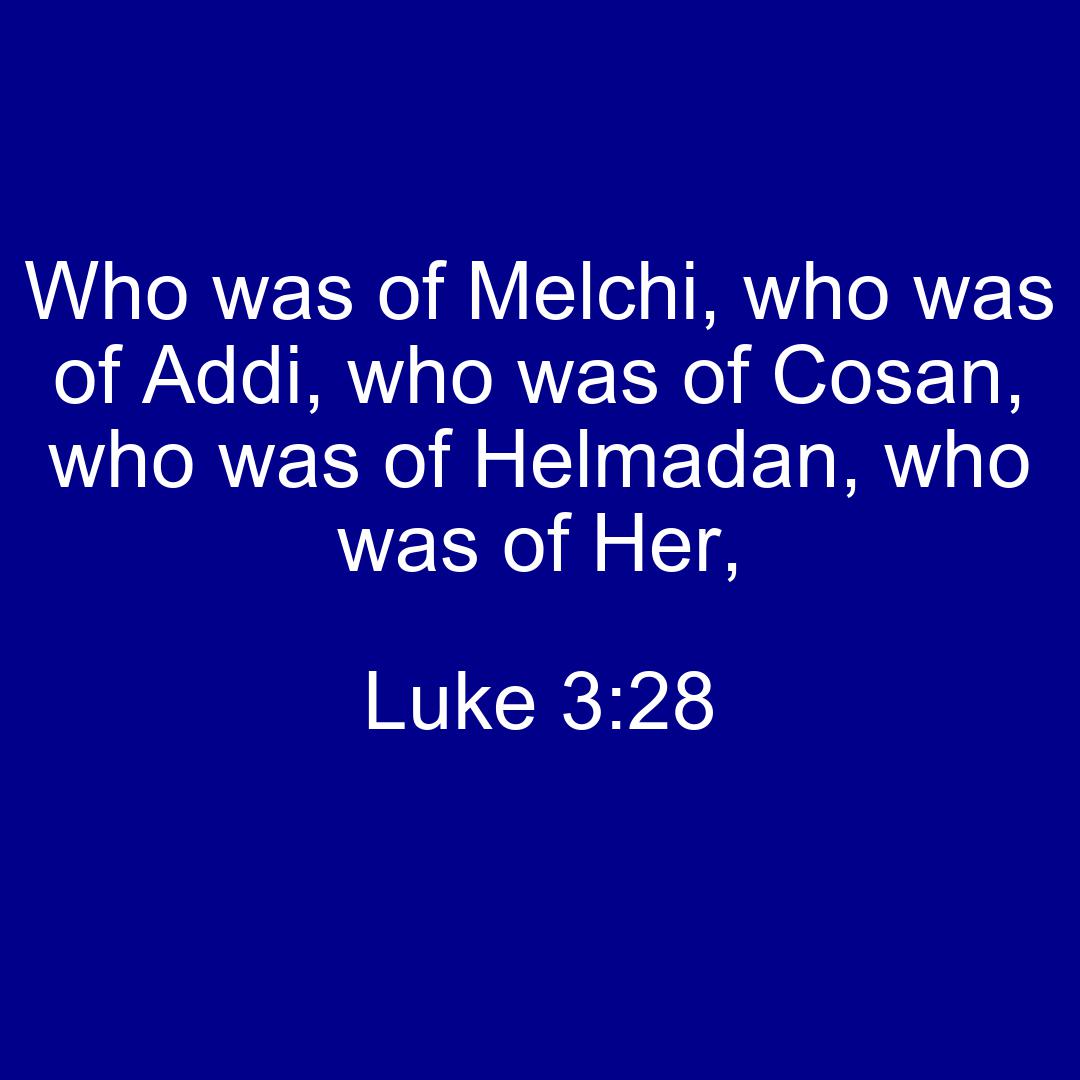 Who was of Melchi, who was
of Addi, who was of Cosan,
who was of Helmadan, who
was of Her,
Luke 3:28